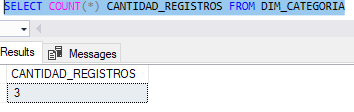 SELECT COUNT(*) CANTIDAD_REGISTROS FROM DIM_CATEGORIA
Results Messages
CANTIDAD_REGISTROS
3